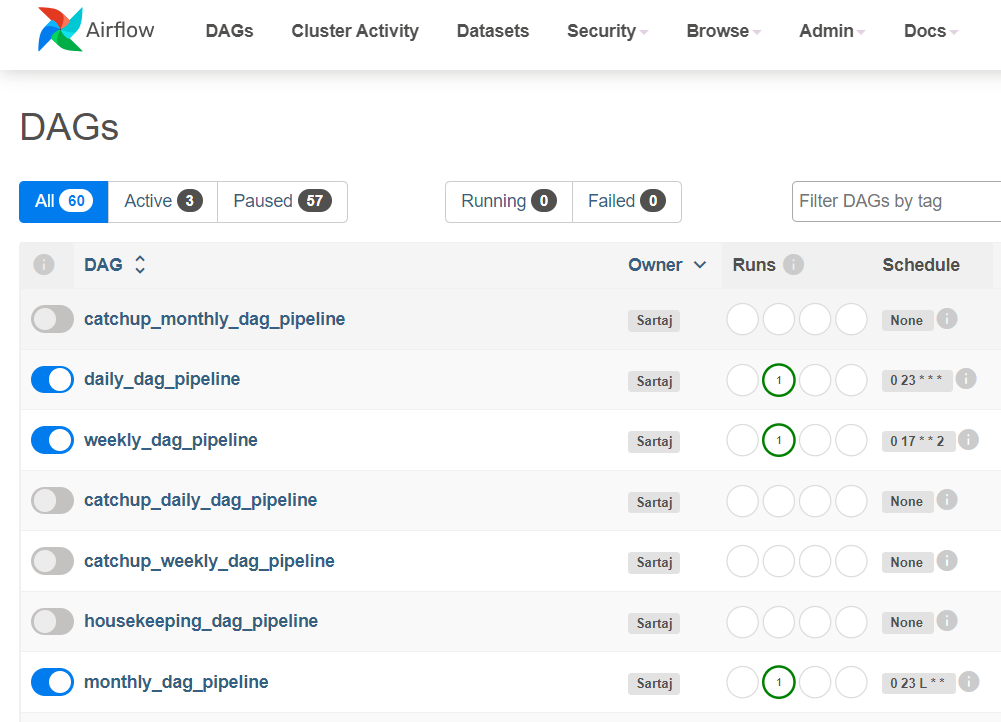 Airflow DAGs Cluster Activity Datasets Security Browse Admin Docs
DAGs
All 60 Active 3 Paused 57 Running 0 Failed 0 Filter DAGs by tag
i DAG Owner Runs i Schedule
catchup_monthly_dag_pipeline Sartaj None i
daily_dag_pipeline Sartaj 1 0 23 * * * i
weekly_dag_pipeline Sartaj 1 0 17 * * 2 i
catchup_daily_dag_pipeline Sartaj None i
catchup_weekly_dag_pipeline Sartaj None i
housekeeping_dag_pipeline Sartaj None i
monthly_dag_pipeline Sartaj 1 0 23 L * * i